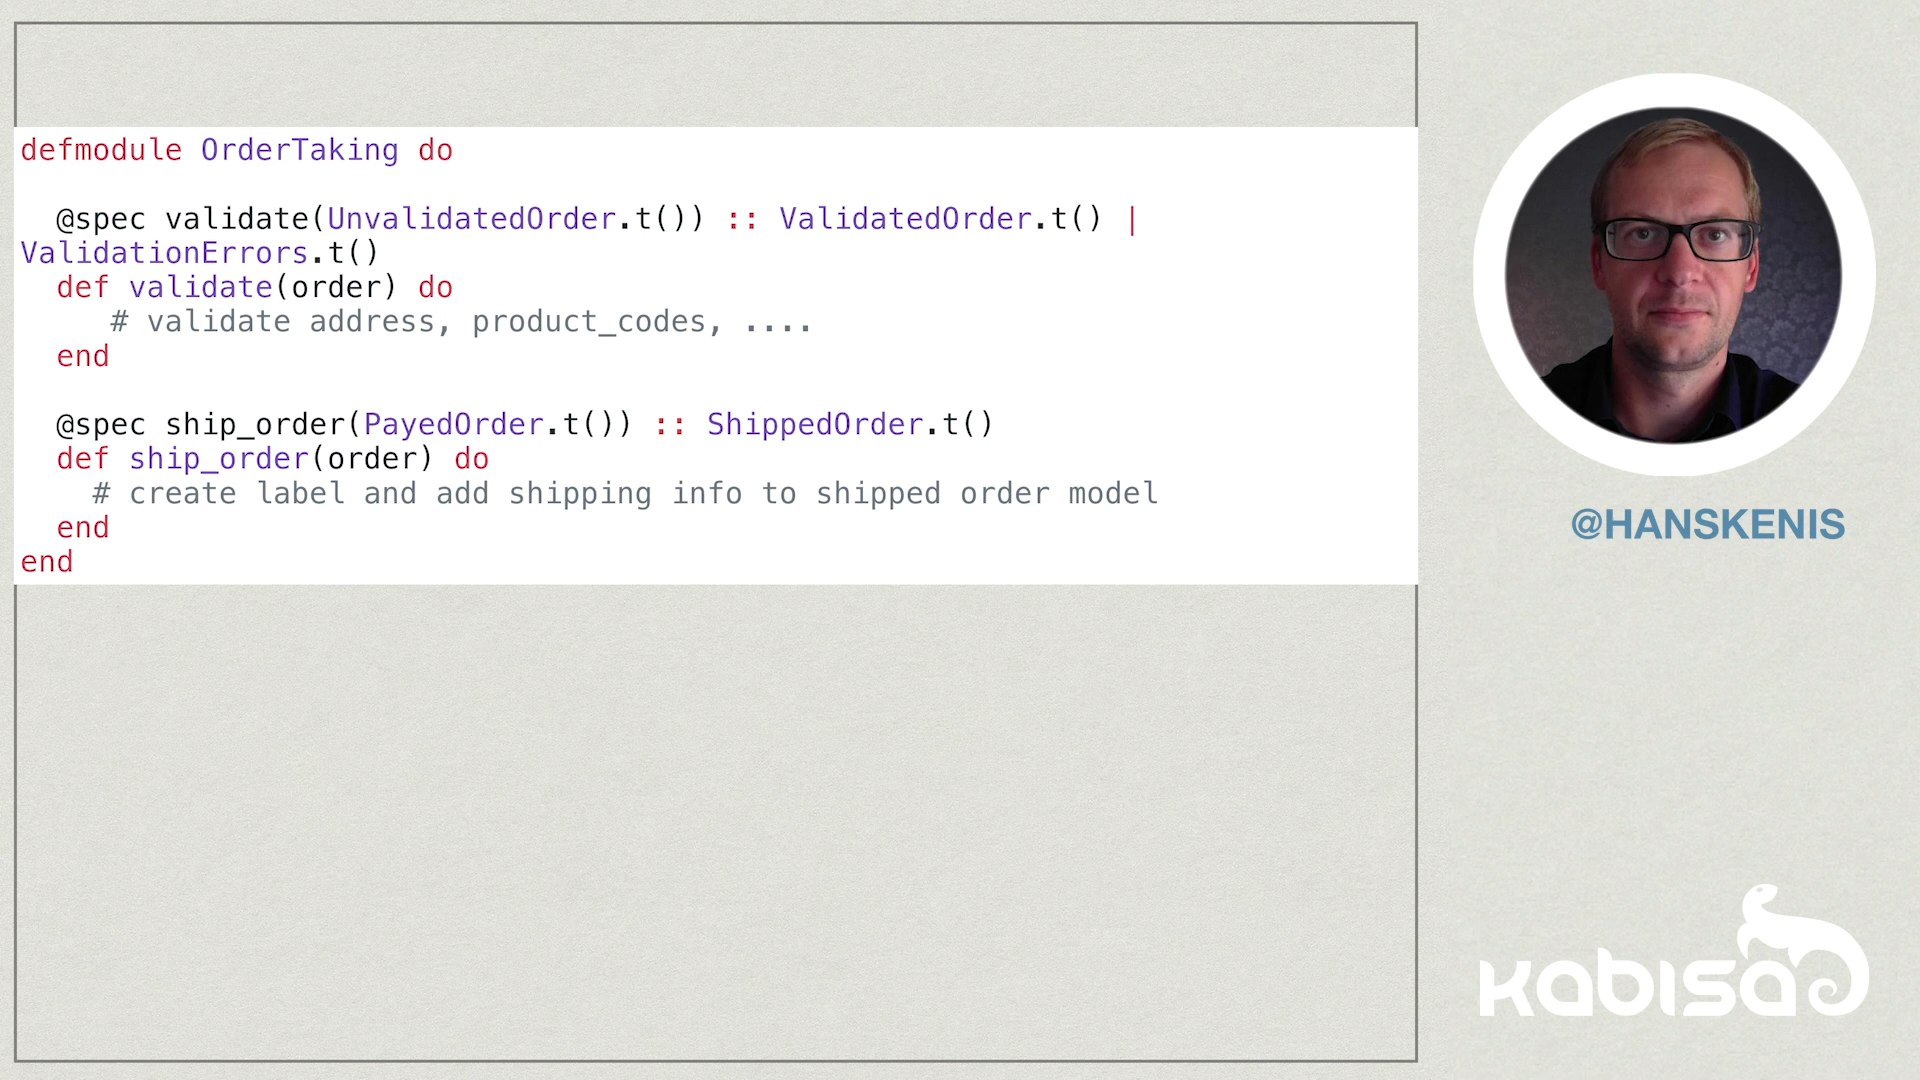 defmodule OrderTaking do
@spec validate(UnvalidatedOrder.t()) :: ValidatedOrder.t() |
ValidationErrors.t()
def validate(order) do
# validate address, product_codes, ....
end
@spec ship_order(PayedOrder.t()) :: ShippedOrder.t()
def ship_order(order) do
# create label and add shipping info to shipped order model
end
end
@HANSKENIS
kabisa